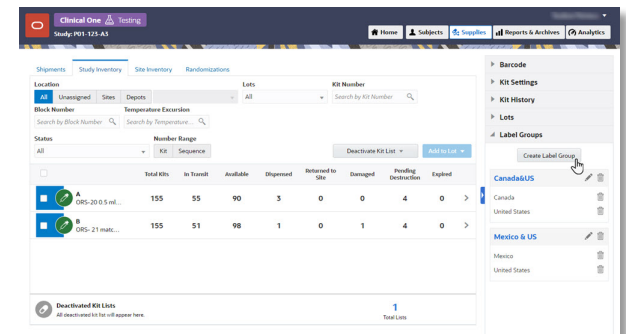 Clinical One Testing
Study: P01-123-A3
Home Subjects Supplies Reports & Archives Analytics
Shipments Study Inventory Site Inventory Randomizations
Location Lots Kit Number
All Unassigned Sites Depots All Search by Kit Number
Block Number Temperature Excursion
Search by Block Number Search by Temperature...
Status Number Range
All Kit Sequence Deactivate Kit List Add to Lot
Total Kits In Transit Available Dispensed Returned to Site Damaged Pending Destruction Expired
A
ORS-20 0.5 ml... 155 55 90 3 0 0 4 0
B
ORS- 21 matc... 155 51 98 1 0 1 4 0
Deactivated Kit Lists
All deactivated kit list will appear here.
1
Total Lists
Barcode
Kit Settings
Kit History
Lots
Label Groups
Create Label Group
Canada&US
Canada
United States
Mexico & US
Mexico
United States